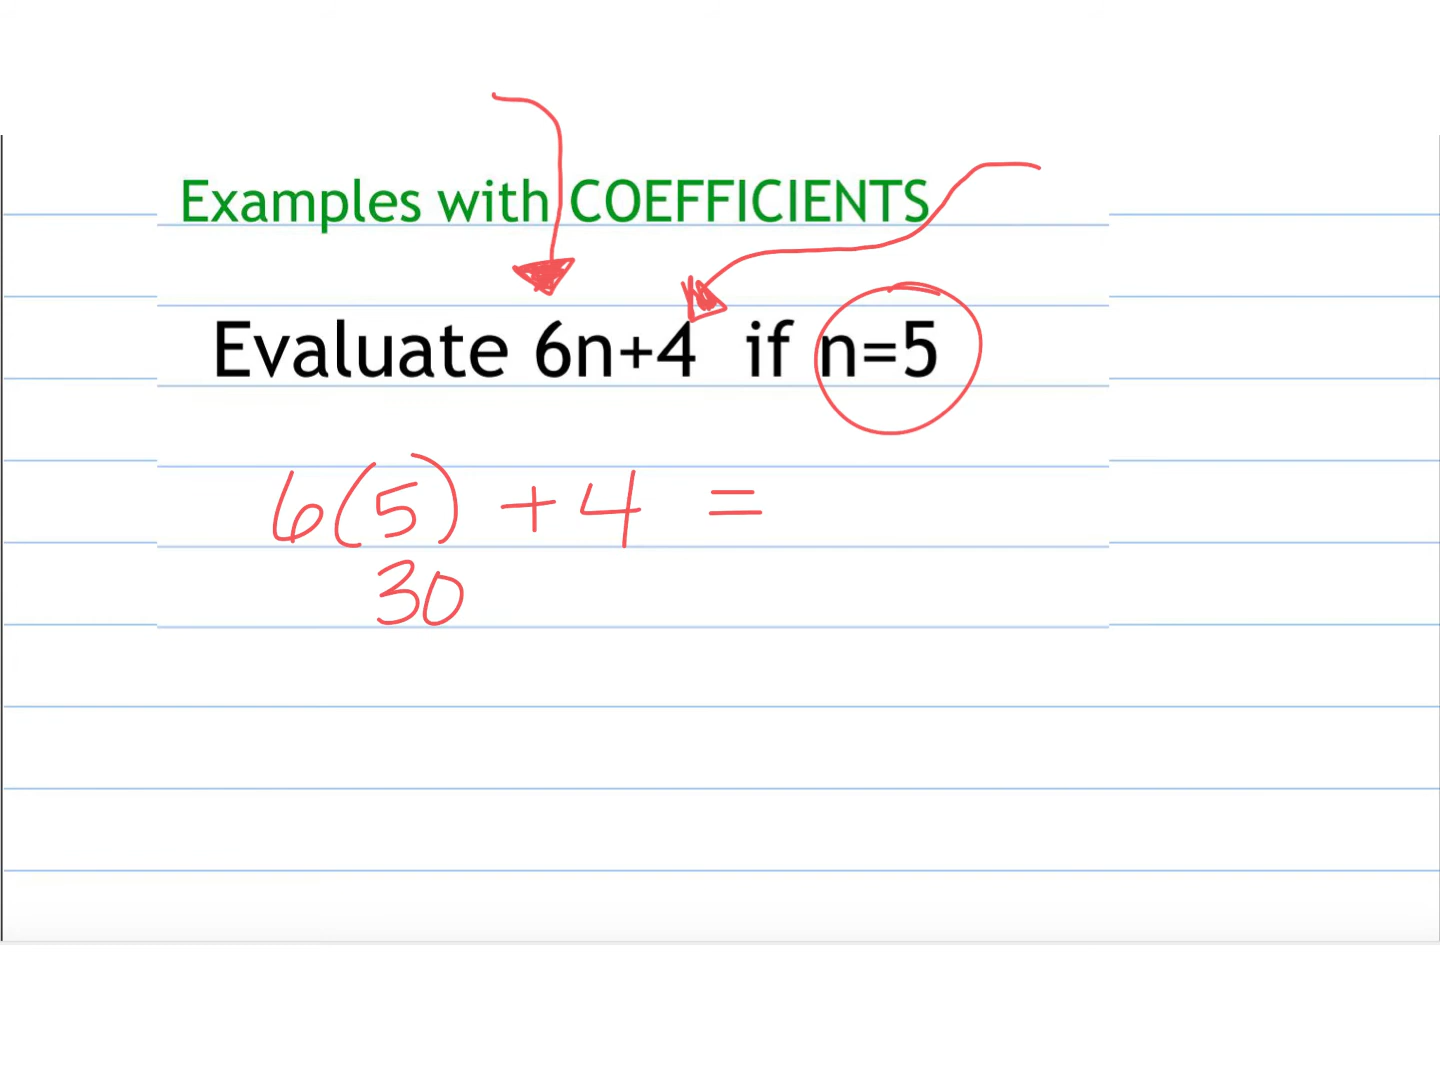 Examples with COEFFICIENTS
Evaluate 6n+4 if n=5
6(5) + 4 =
30